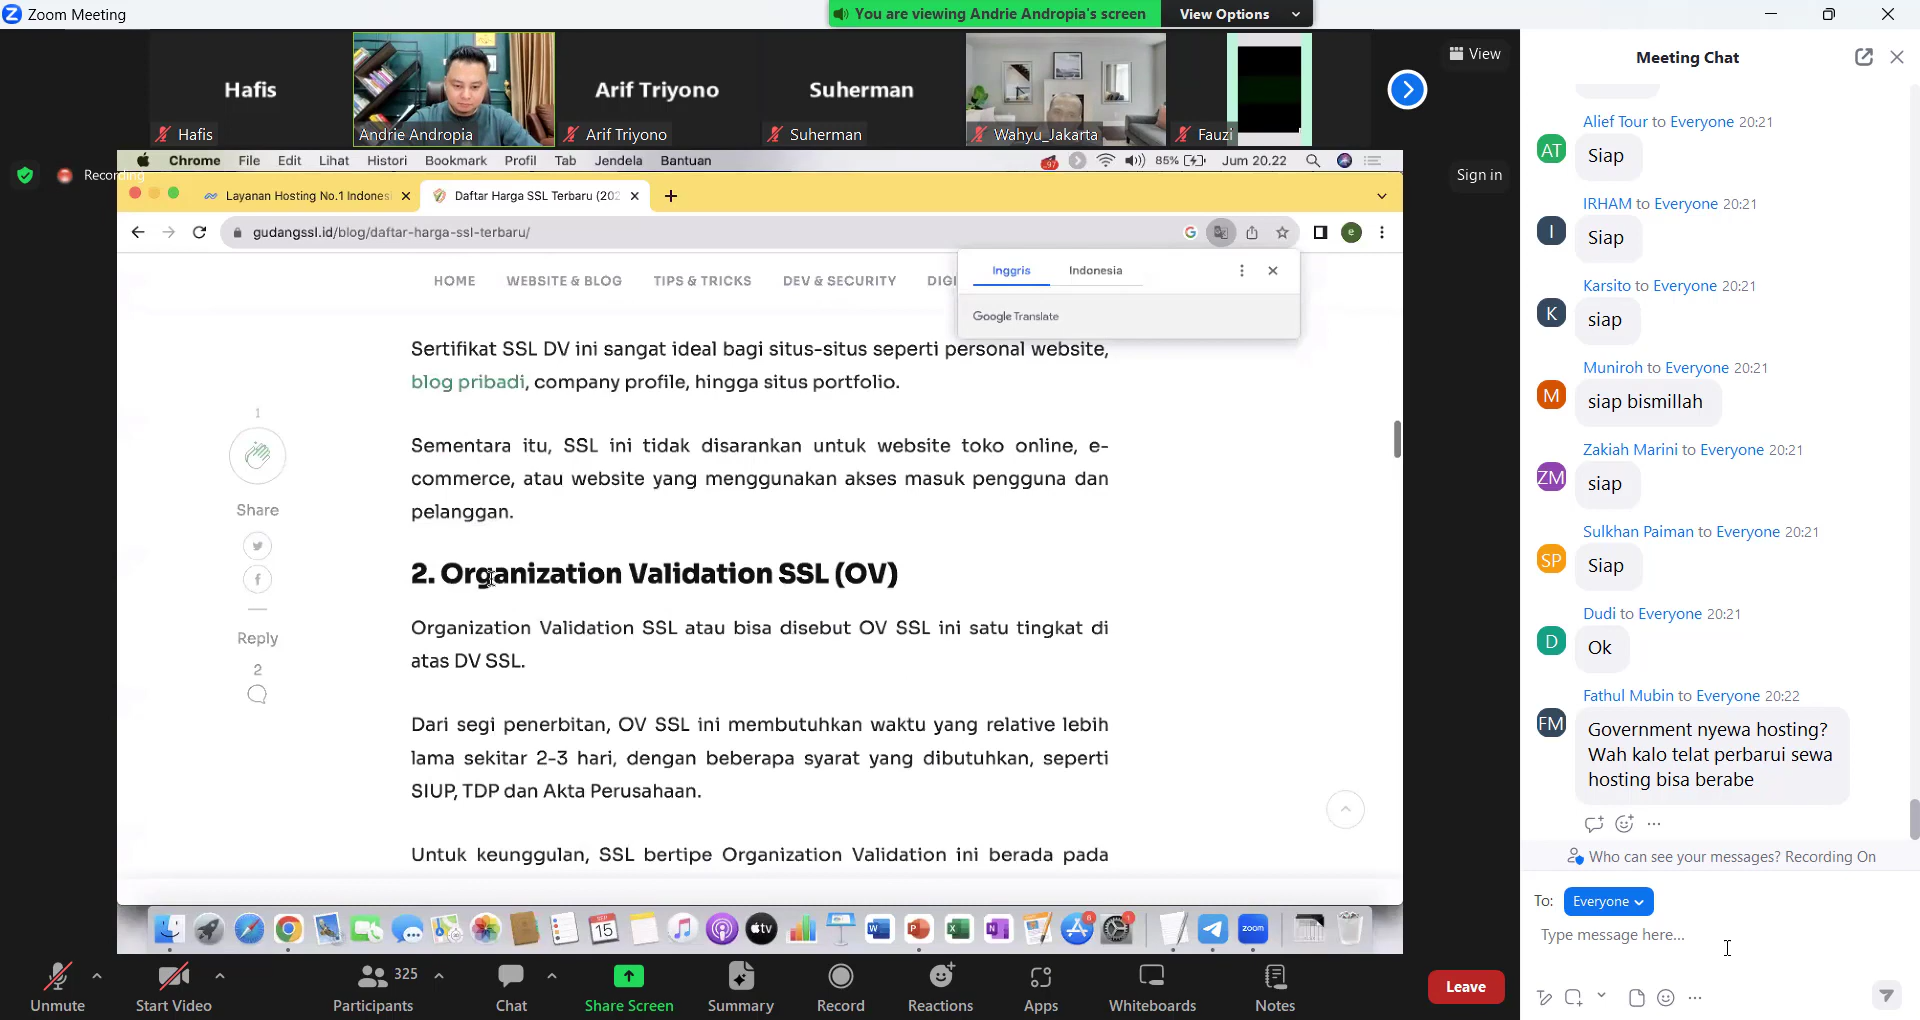 Zoom Meeting
You are viewing Andrie Andropia's screen
View Options
Hafis
Hafis
Andrie Andropia
Arif Triyono
Arif Triyono
Suherman
Suherman
Wahyu_Jakarta
Fauzi
View
Recording
Sign in
Chrome File Edit Lihat Histori Bookmark Profil Tab Jendela Bantuan
85% Jum 20.22
Layanan Hosting No.1 Indones
Daftar Harga SSL Terbaru (202
gudangssl.id/blog/daftar-harga-ssl-terbaru/
e
HOME WEBSITE & BLOG TIPS & TRICKS DEV & SECURITY DIGI
Inggris Indonesia
Google Translate
Sertifikat SSL DV ini sangat ideal bagi situs-situs seperti personal website,
blog pribadi, company profile, hingga situs portfolio.
Sementara itu, SSL ini tidak disarankan untuk website toko online, e-
commerce, atau website yang menggunakan akses masuk pengguna dan
pelanggan.
1
Share
Reply
2
2. Organization Validation SSL (OV)
Organization Validation SSL atau bisa disebut OV SSL ini satu tingkat di
atas DV SSL.
Dari segi penerbitan, OV SSL ini membutuhkan waktu yang relative lebih
lama sekitar 2-3 hari, dengan beberapa syarat yang dibutuhkan, seperti
SIUP, TDP dan Akta Perusahaan.
Untuk keunggulan, SSL bertipe Organization Validation ini berada pada
SEP
15
tv
W
P
X
N
6
1
zoom
Unmute
Start Video
325
Participants
Chat
Share Screen
Summary
Record
Reactions
Apps
Whiteboards
Notes
Leave
Meeting Chat
Alief Tour to Everyone 20:21
AT
Siap
IRHAM to Everyone 20:21
I
Siap
Karsito to Everyone 20:21
K
siap
Muniroh to Everyone 20:21
M
siap bismillah
Zakiah Marini to Everyone 20:21
ZM
siap
Sulkhan Paiman to Everyone 20:21
SP
Siap
Dudi to Everyone 20:21
D
Ok
Fathul Mubin to Everyone 20:22
FM
Government nyewa hosting?
Wah kalo telat perbarui sewa
hosting bisa berabe
Who can see your messages? Recording On
To: Everyone
Type message here...